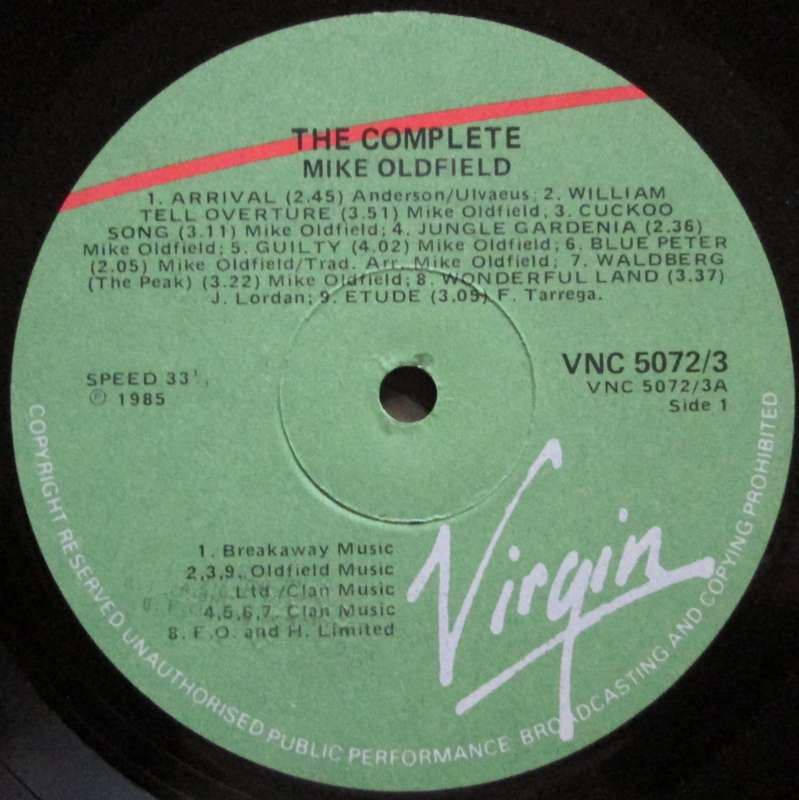 THE COMPLETE
MIKE OLDFIELD
1. ARRIVAL (2.45) Anderson/Ulvaeus; 2. WILLIAM
TELL OVERTURE (3.51) Mike Oldfield, 3. CUCKOO
SONG (3.11) Mike Oldfield; 4. JUNGLE GARDENIA (2.36)
Mike Oldfield; 5. GUILTY (4.02) Mike Oldfield; 6. BLUE PETER
(2.05) Mike Oldfield/Trad. Arr. Mike Oldfield; 7. WALDBERG
(The Peak) (3.22) Mike Oldfield; 8. WONDERFUL LAND (3.37)
J. Lordan; 9. ETUDE (3.05) F. Tarrega.
SPEED 33
℗ 1985
VNC 5072/3
VNC 5072/3A
Side 1
1. Breakaway Music
2,3,9. Oldfield Music
Ltd./Clan Music
4,5,6,7. Clan Music
8. F.O. and H. Limited
Virgin
COPYRIGHT RESERVED UNAUTHORISED PUBLIC PERFORMANCE BROADCASTING AND COPYING PROHIBITED